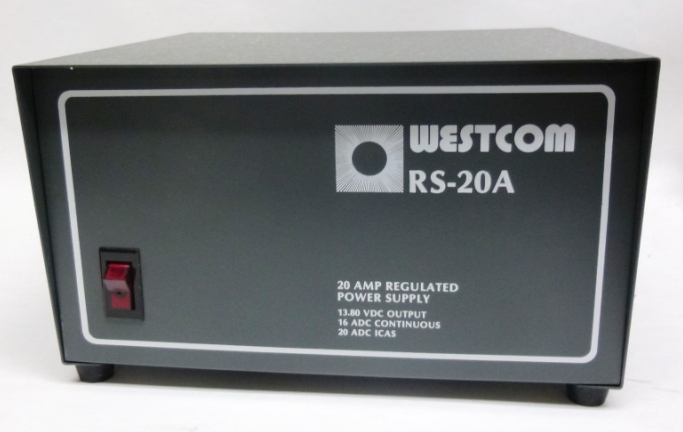 WESTCOM
RS-20A
20 AMP REGULATED
POWER SUPPLY
13.80 VDC OUTPUT
16 ADC CONTINUOUS
20 ADC ICAS